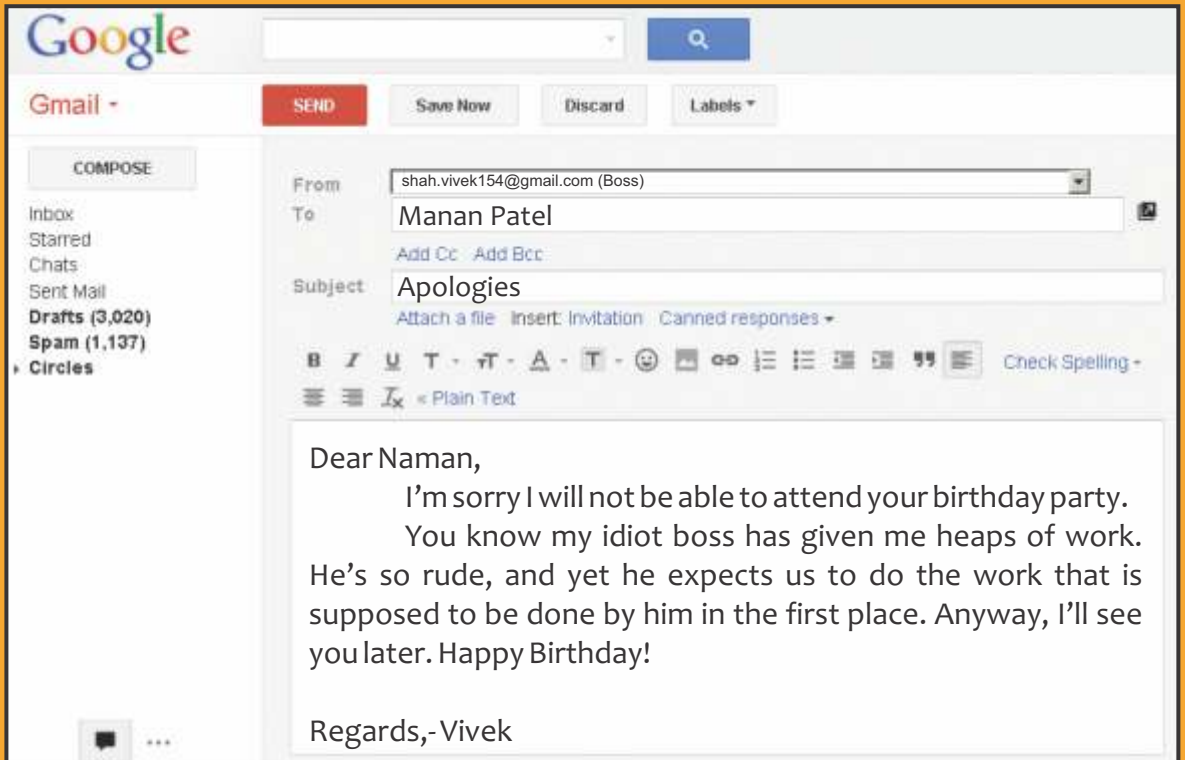 Google
Gmail
SEND
Save Now
Discard
Labels
COMPOSE
Inbox
Starred
Chats
Sent Mail
Drafts (3,020)
Spam (1,137)
Circles
From
shah.vivek154@gmail.com (Boss)
To
Manan Patel
Add Cc Add Bcc
Subject
Apologies
Attach a file Insert: Invitation Canned responses
B I U T T A T Check Spelling
Tx « Plain Text
Dear Naman,
I'm sorry I will not be able to attend your birthday party.
You know my idiot boss has given me heaps of work.
He's so rude, and yet he expects us to do the work that is
supposed to be done by him in the first place. Anyway, I'll see
you later. Happy Birthday!
Regards,- Vivek